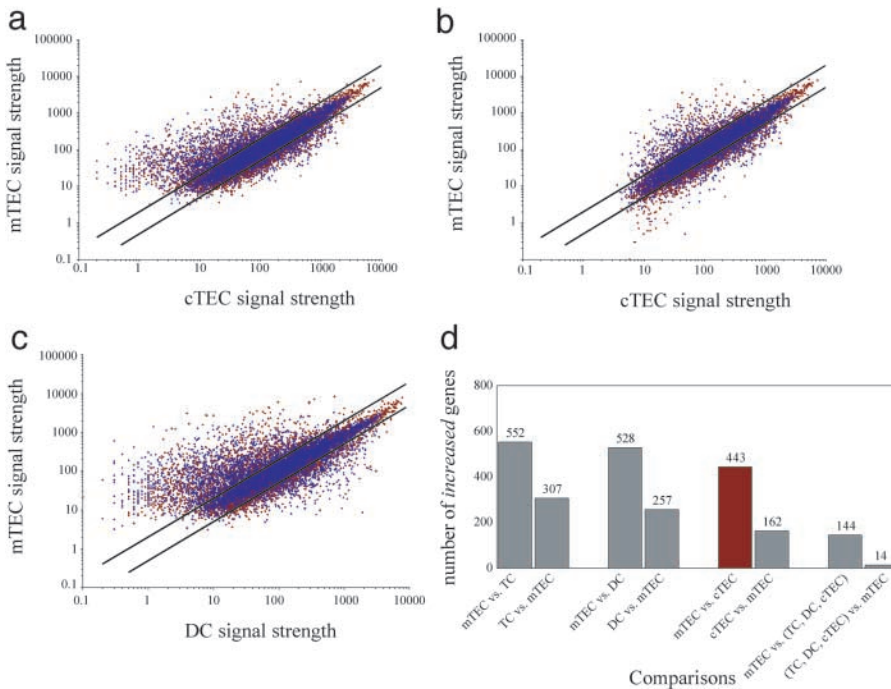 a
100000
10000
1000
100
10
1
0.1
0.1 1 10 100 1000 10000
mTEC signal strength
cTEC signal strength
b
100000
10000
1000
100
10
1
0.1
0.1 1 10 100 1000 10000
mTEC signal strength
cTEC signal strength
c
100000
10000
1000
100
10
1
0.1
0.1 1 10 100 1000 10000
mTEC signal strength
DC signal strength
d
800
600
400
200
0
number of increased genes
552
307
528
257
443
162
144
14
mTEC vs. TC
TC vs. mTEC
mTEC vs. DC
DC vs. mTEC
mTEC vs. cTEC
cTEC vs. mTEC
mTEC vs. (TC, DC, cTEC)
(TC, DC, cTEC) vs. mTEC
Comparisons